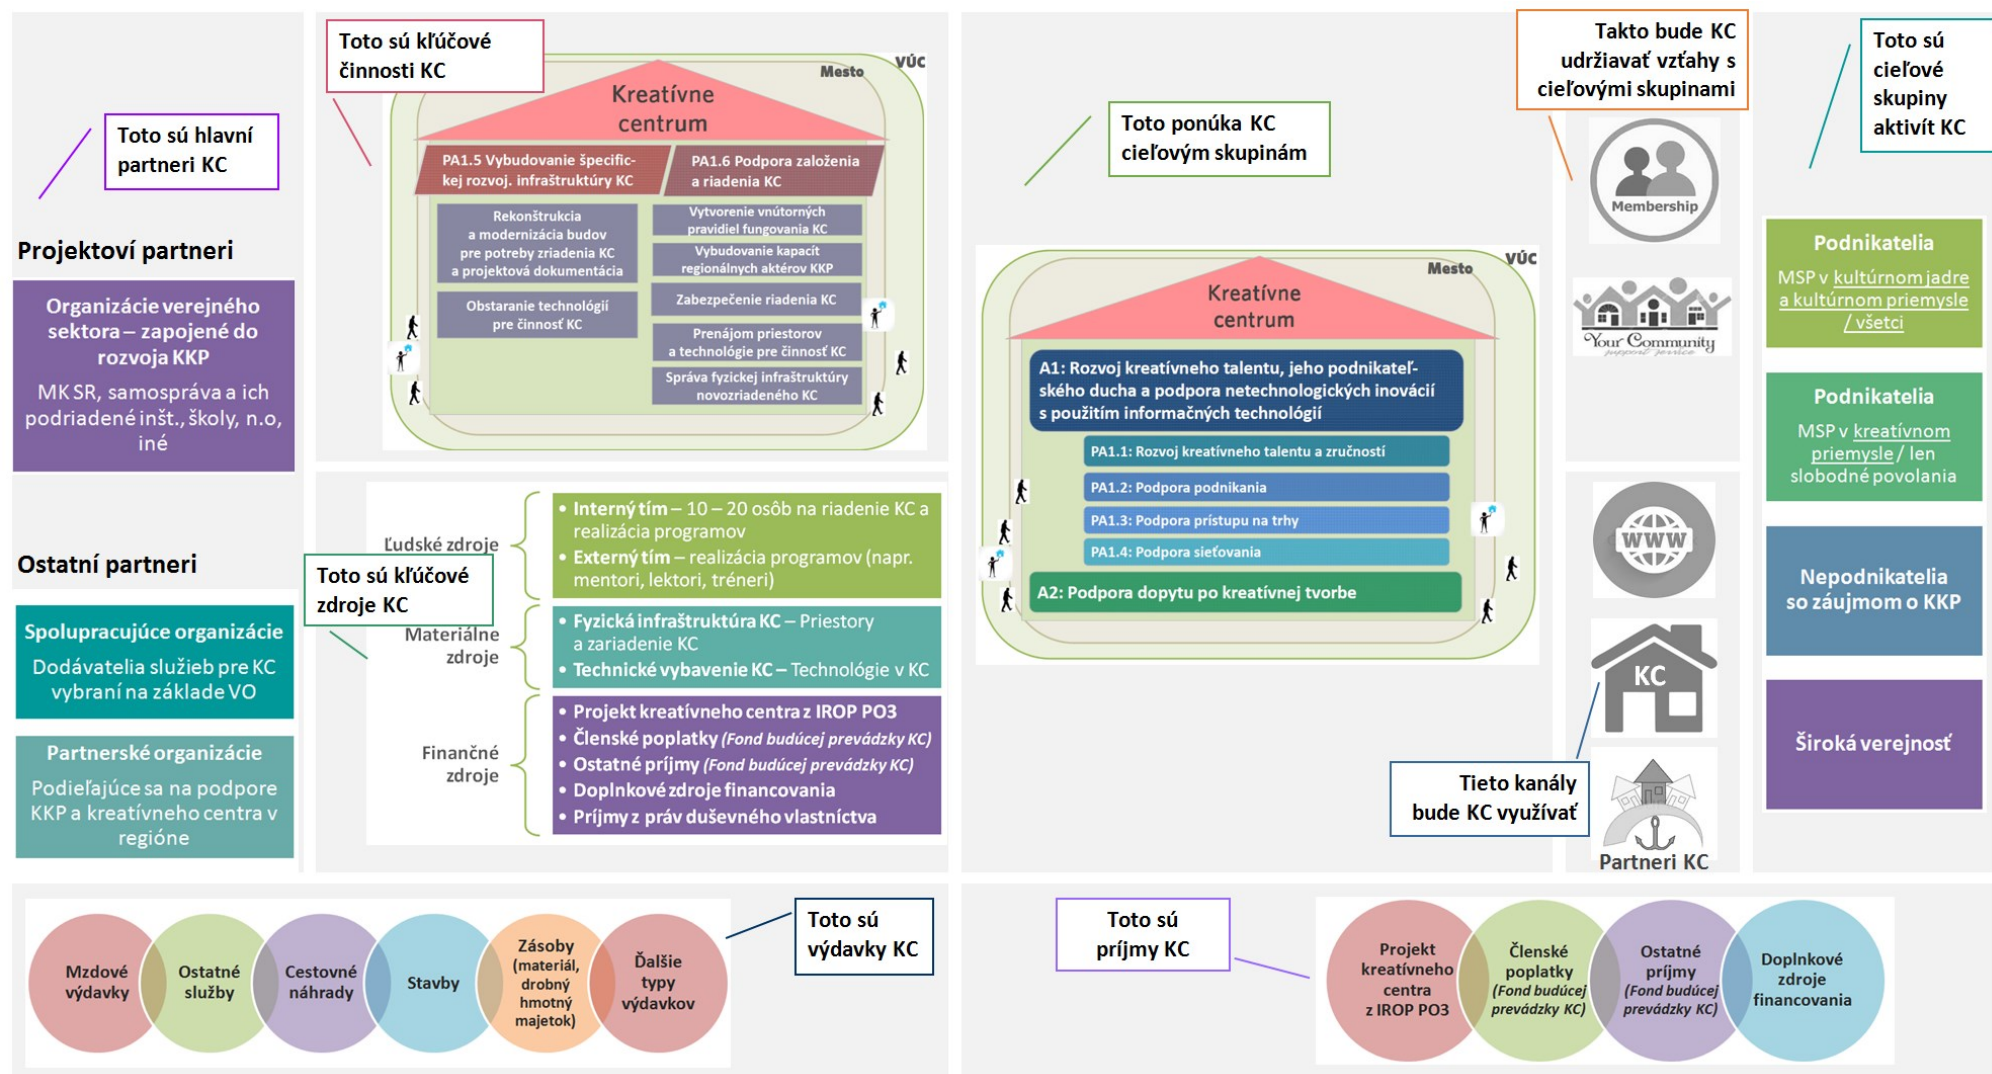 Toto sú hlavní
partneri KC
Projektoví partneri
Organizácie verejného
sektora – zapojené do
rozvoja KKP
MK SR, samospráva a ich
podriadené inšt., školy, n.o,
iné
Ostatní partneri
Spolupracujúce organizácie
Dodávatelia služieb pre KC
vybraní na základe VO
Partnerské organizácie
Podieľajúce sa na podpore
KKP a kreatívneho centra v
regióne
Toto sú kľúčové
činnosti KC
VÚC
Mesto
Kreatívne
centrum
PA1.5 Vybudovanie špecific-
kej rozvoj. infraštruktúry KC
PA1.6 Podpora založenia
a riadenia KC
Rekonštrukcia
a modernizácia budov
pre potreby zriadenia KC
a projektová dokumentácia
Obstaranie technológií
pre činnosť KC
Vytvorenie vnútorných
pravidiel fungovania KC
Vybudovanie kapacít
regionálnych aktérov KKP
Zabezpečenie riadenia KC
Prenájom priestorov
a technológie pre činnosť KC
Správa fyzickej infraštruktúry
novozriadeného KC
Toto sú kľúčové
zdroje KC
Ľudské zdroje
• Interný tím – 10 – 20 osôb na riadenie KC a
realizácia programov
• Externý tím – realizácia programov (napr.
mentori, lektori, tréneri)
Materiálne
zdroje
• Fyzická infraštruktúra KC – Priestory
a zariadenie KC
• Technické vybavenie KC – Technológie v KC
Finančné
zdroje
• Projekt kreatívneho centra z IROP PO3
• Členské poplatky (Fond budúcej prevádzky KC)
• Ostatné príjmy (Fond budúcej prevádzky KC)
• Doplnkové zdroje financovania
• Príjmy z práv duševného vlastníctva
Toto ponúka KC
cieľovým skupinám
VÚC
Mesto
Kreatívne
centrum
A1: Rozvoj kreatívneho talentu, jeho podnikateľ-
ského ducha a podpora netechnologických inovácií
s použitím informačných technológií
PA1.1: Rozvoj kreatívneho talentu a zručností
PA1.2: Podpora podnikania
PA1.3: Podpora prístupu na trhy
PA1.4: Podpora sieťovania
A2: Podpora dopytu po kreatívnej tvorbe
Takto bude KC
udržiavať vzťahy s
cieľovými skupinami
Membership
Your Community
support service
WWW
KC
Tieto kanály
bude KC využívať
Partneri KC
Toto sú
cieľové
skupiny
aktivít KC
Podnikatelia
MSP v kultúrnom jadre
a kultúrnom priemysle
/ všetci
Podnikatelia
MSP v kreatívnom
priemysle / len
slobodné povolania
Nepodnikatelia
so záujmom o KKP
Široká verejnosť
Mzdové
výdavky
Ostatné
služby
Cestovné
náhrady
Stavby
Zásoby
(materiál,
drobný
hmotný
majetok)
Ďalšie
typy
výdavkov
Toto sú
výdavky KC
Toto sú
príjmy KC
Projekt
kreatívneho
centra
z IROP PO3
Členské
poplatky
(Fond budúcej
prevádzky KC)
Ostatné
príjmy
(Fond budúcej
prevádzky KC)
Doplnkové
zdroje
financovania